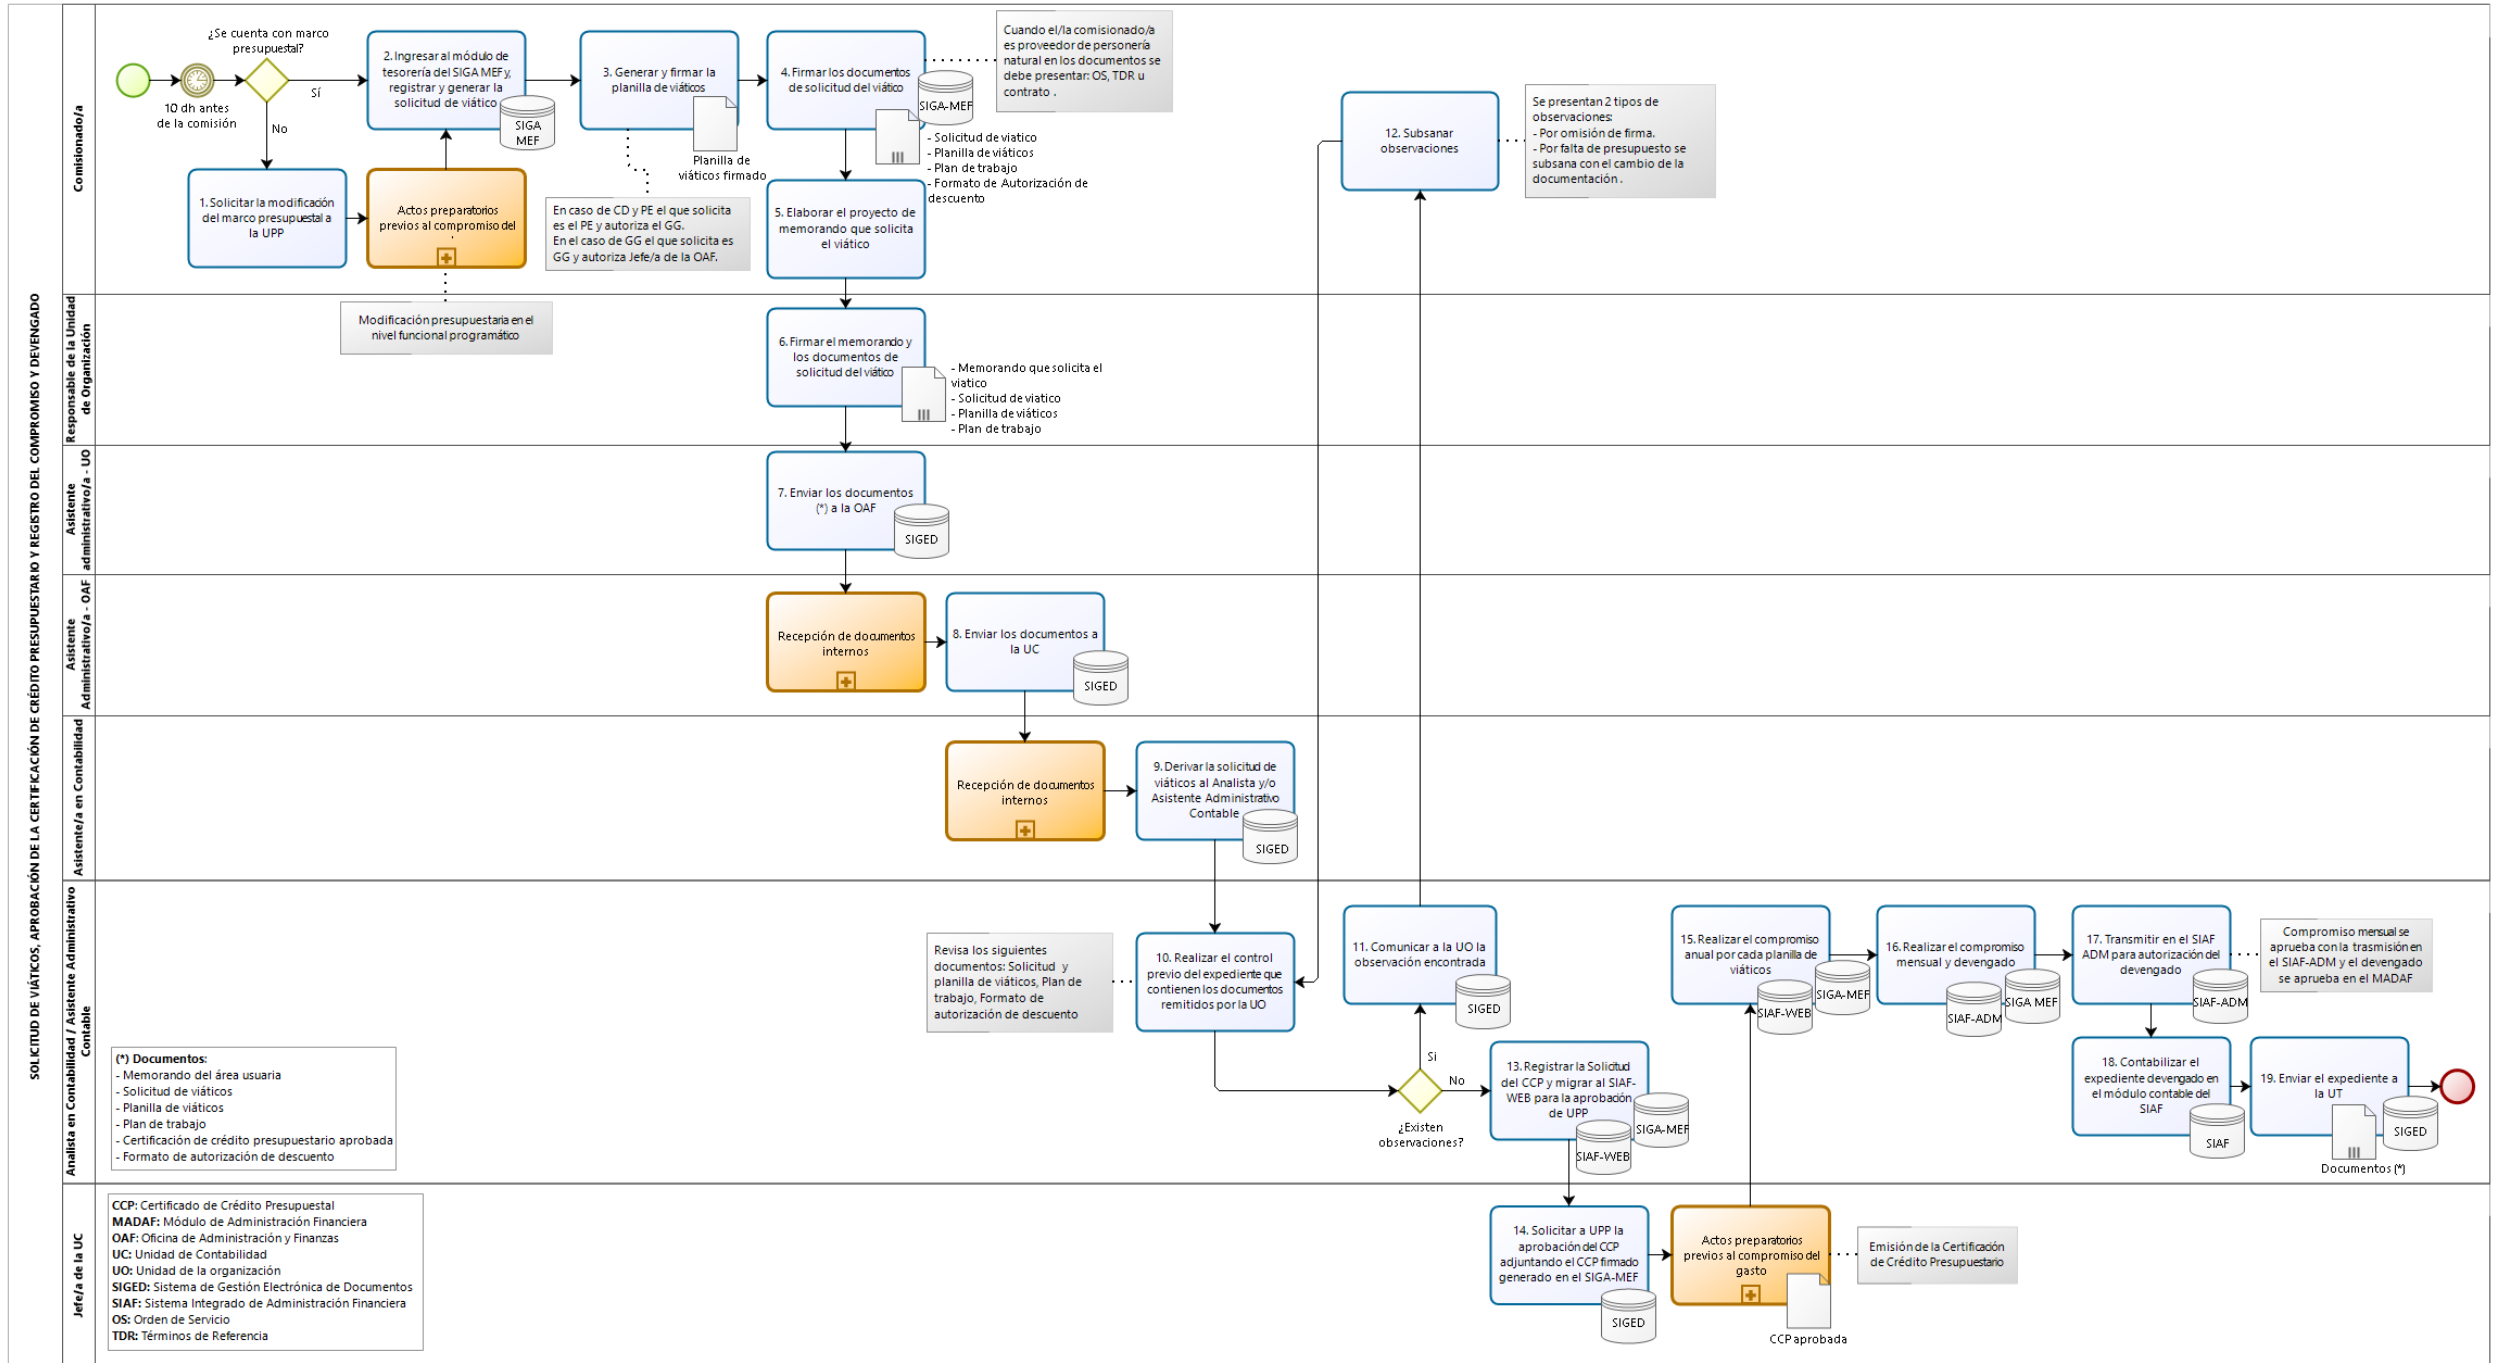 SOLICITUD DE VIÁTICOS, APROBACIÓN DE LA CERTIFICACIÓN DE CRÉDITO PRESUPUESTARIO Y REGISTRO DEL COMPROMISO Y DEVENGADO
Comisionado/a
¿Se cuenta con marco
presupuestal?
10 dh antes
de la comisión
Sí
No
1. Solicitar la modificación
del marco presupuestal a
la UPP
2. Ingresar al módulo de
tesorería del SIGA MEF y,
registrar y generar la
solicitud de viático
SIGA
MEF
Actos preparatorios
previos al compromiso del
Modificación presupuestaria en el
nivel funcional programático
3. Generar y firmar la
planilla de viáticos
Planilla de
viáticos firmado
En caso de CD y PE el que solicita
es el PE y autoriza el GG.
En el caso de GG el que solicita es
GG y autoriza Jefe/a de la OAF.
4. Firmar los documentos
de solicitud del viático
SIGA-MEF
- Solicitud de viatico
- Planilla de viáticos
- Plan de trabajo
- Formato de Autorización de
descuento
Cuando el/la comisionado/a
es proveedor de personería
natural en los documentos se
debe presentar: OS, TDR u
contrato .
5. Elaborar el proyecto de
memorando que solicita
el viático
12. Subsanar
observaciones
Se presentan 2 tipos de
observaciones:
- Por omisión de firma.
- Por falta de presupuesto se
subsana con el cambio de la
documentación .
Responsable de la Unidad
de Organización
6. Firmar el memorando y
los documentos de
solicitud del viático
- Memorando que solicita el
viatico
- Solicitud de viatico
- Planilla de viáticos
- Plan de trabajo
Asistente
administrativo/a - UO
7. Enviar los documentos
(*) a la OAF
SIGED
Asistente
Administrativo/a - OAF
Recepción de documentos
internos
8. Enviar los documentos a
la UC
SIGED
Asistente/a en Contabilidad
Recepción de documentos
internos
9. Derivar la solicitud de
viáticos al Analista y/o
Asistente Administrativo
Contable
SIGED
Analista en Contabilidad / Asistente Administrativo
Contable
Revisa los siguientes
documentos: Solicitud y
planilla de viáticos, Plan de
trabajo, Formato de
autorización de descuento
10. Realizar el control
previo del expediente que
contienen los documentos
remitidos por la UO
11. Comunicar a la UO la
observación encontrada
SIGED
Si
No
¿Existen
observaciones?
13. Registrar la Solicitud
del CCP y migrar al SIAF-
WEB para la aprobación
de UPP
SIGA-MEF
SIAF-WEB
15. Realizar el compromiso
anual por cada planilla de
viáticos
SIGA-MEF
SIAF-WEB
16. Realizar el compromiso
mensual y devengado
SIGA MEF
SIAF-ADM
17. Transmitir en el SIAF
ADM para autorización del
devengado
SIAF-ADM
Compromiso mensual se
aprueba con la trasmisión en
el SIAF-ADM y el devengado
se aprueba en el MADAF
18. Contabilizar el
expediente devengado en
el módulo contable del
SIAF
SIAF
19. Enviar el expediente a
la UT
SIGED
Documentos (*)
(*) Documentos:
- Memorando del área usuaria
- Solicitud de viáticos
- Planilla de viáticos
- Plan de trabajo
- Certificación de crédito presupuestario aprobada
- Formato de autorización de descuento
Jefe/a de la UC
CCP: Certificado de Crédito Presupuestal
MADAF: Módulo de Administración Financiera
OAF: Oficina de Administración y Finanzas
UC: Unidad de Contabilidad
UO: Unidad de la organización
SIGED: Sistema de Gestión Electrónica de Documentos
SIAF: Sistema Integrado de Administración Financiera
OS: Orden de Servicio
TDR: Términos de Referencia
14. Solicitar a UPP la
aprobación del CCP
adjuntando el CCP firmado
generado en el SIGA-MEF
SIGED
Actos preparatorios
previos al compromiso del
gasto
CCP aprobada
Emisión de la Certificación
de Crédito Presupuestario